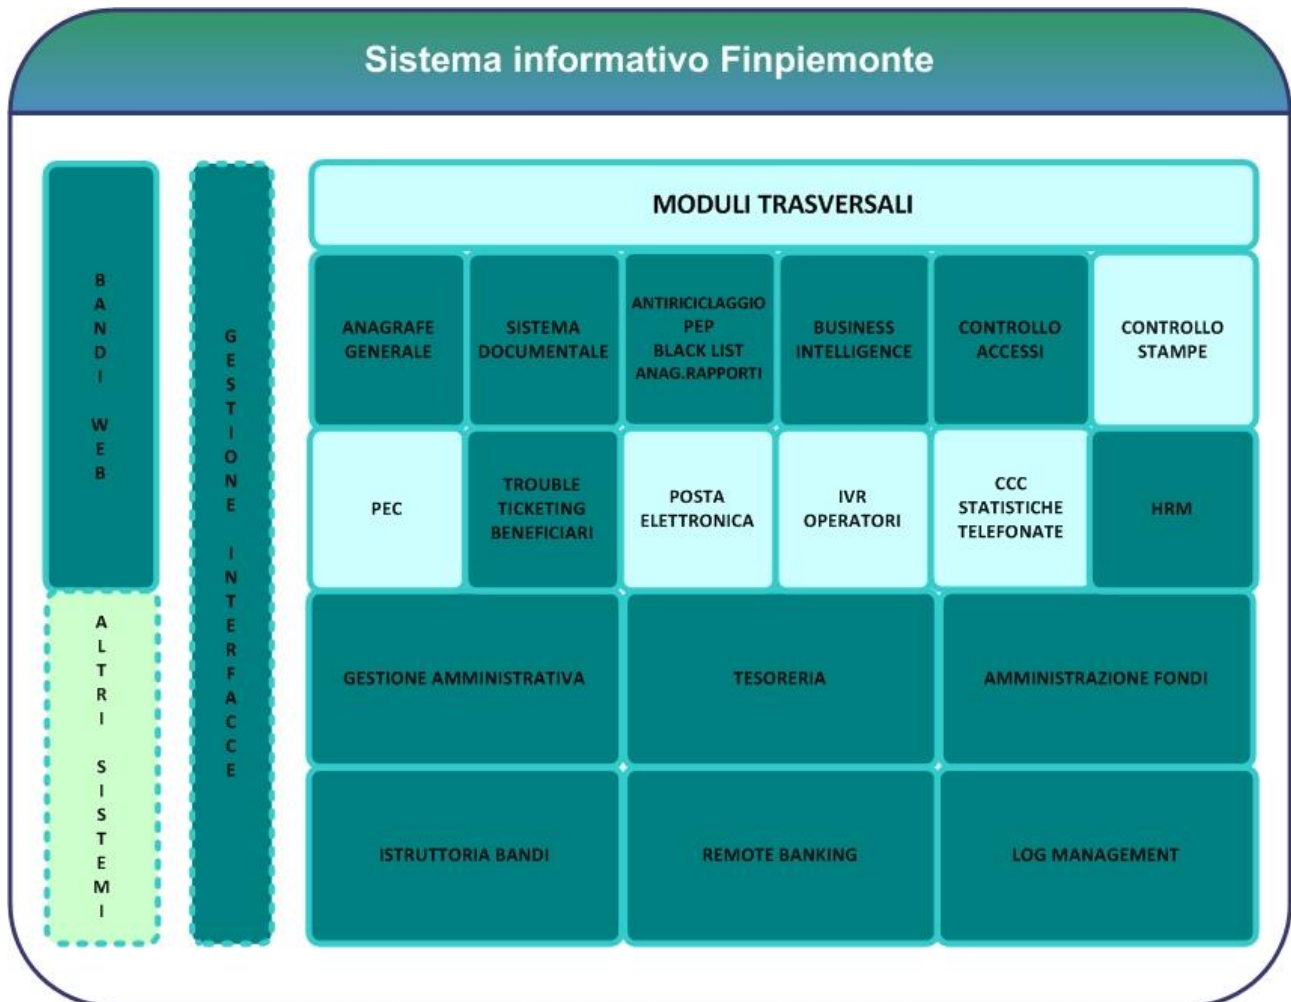 Sistema informativo Finpiemonte
BANDI WEB
ALTRI SISTEMI
GESTIONE INTERFACCE
MODULI TRASVERSALI
ANAGRAFE
GENERALE
SISTEMA
DOCUMENTALE
ANTIRICICLAGGIO
PEP
BLACK LIST
ANAG.RAPPORTI
BUSINESS
INTELLIGENCE
CONTROLLO
ACCESSI
CONTROLLO
STAMPE
PEC
TROUBLE
TICKETING
BENEFICIARI
POSTA
ELETTRONICA
IVR
OPERATORI
CCC
STATISTICHE
TELEFONATE
HRM
GESTIONE AMMINISTRATIVA
TESORERIA
AMMINISTRAZIONE FONDI
ISTRUTTORIA BANDI
REMOTE BANKING
LOG MANAGEMENT